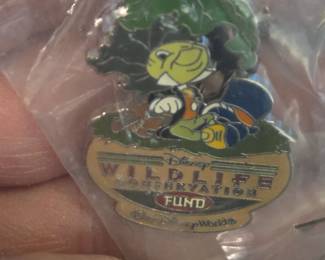 Disney's
WILDLIFE
CONSERVATION
FUND